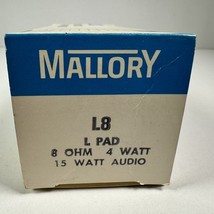 MALLORY
L8
L PAD
8 OHM 4 WATT
15 WATT AUDIO